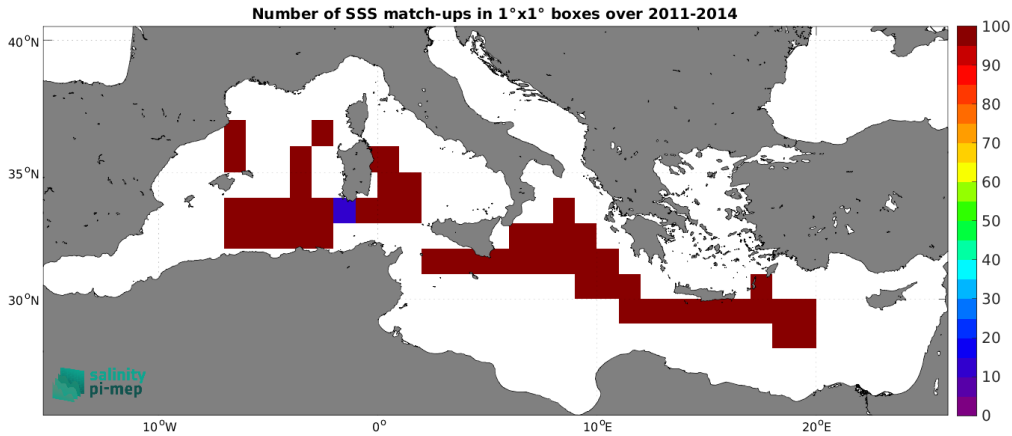 Number of SSS match-ups in 1°x1° boxes over 2011-2014
40°N
35°N
30°N
10°W
0°
10°E
20°E
100
90
80
70
60
50
40
30
20
10
0
salinity
pi-mep